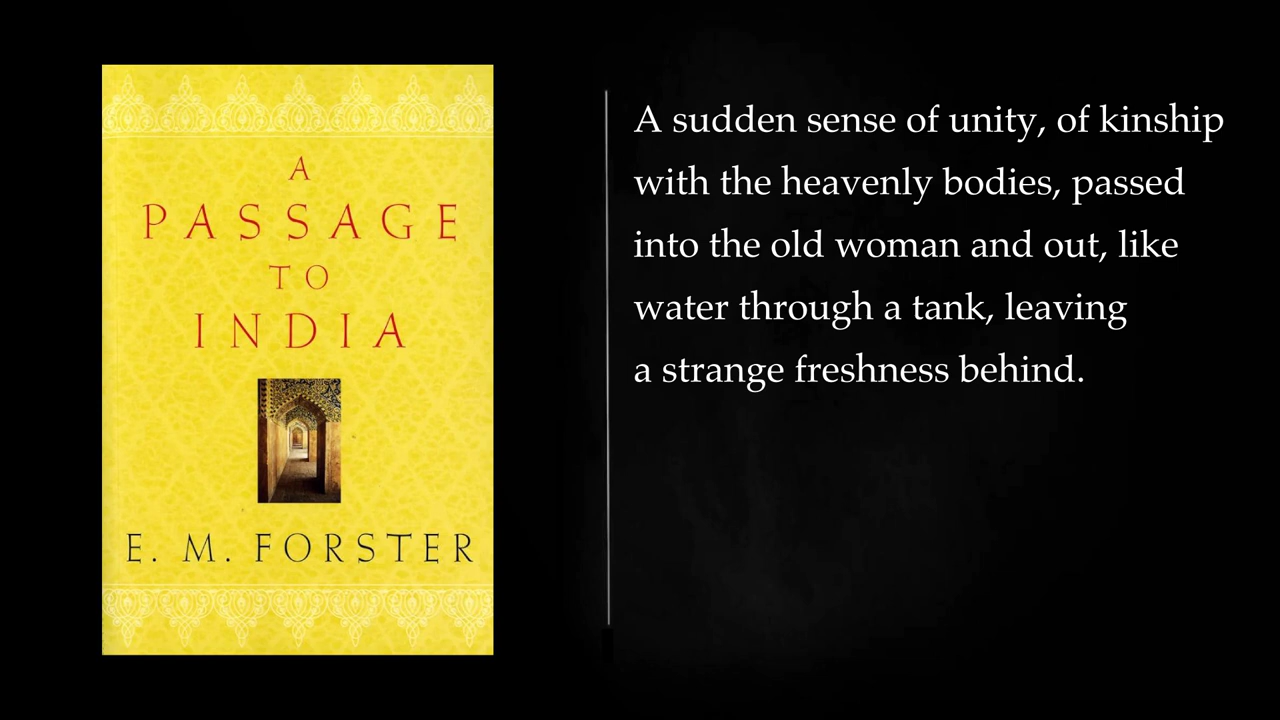 A
PASSAGE
TO
INDIA
E. M. FORSTER
A sudden sense of unity, of kinship
with the heavenly bodies, passed
into the old woman and out, like
water through a tank, leaving
a strange freshness behind.